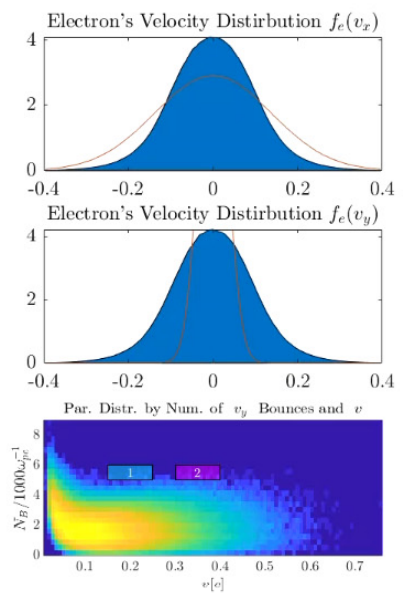 Electron's Velocity Distirbution $f_e(v_x)$
4
2
0
-0.4 -0.2 0 0.2 0.4
Electron's Velocity Distirbution $f_e(v_y)$
4
2
0
-0.4 -0.2 0 0.2 0.4
Par. Distr. by Num. of $v_y$ Bounces and $v$
$N_B/1000\omega_{pe}^{-1}$
8
6
4
2
0
1 2
0.1 0.2 0.3 0.4 0.5 0.6 0.7
$v[c]$